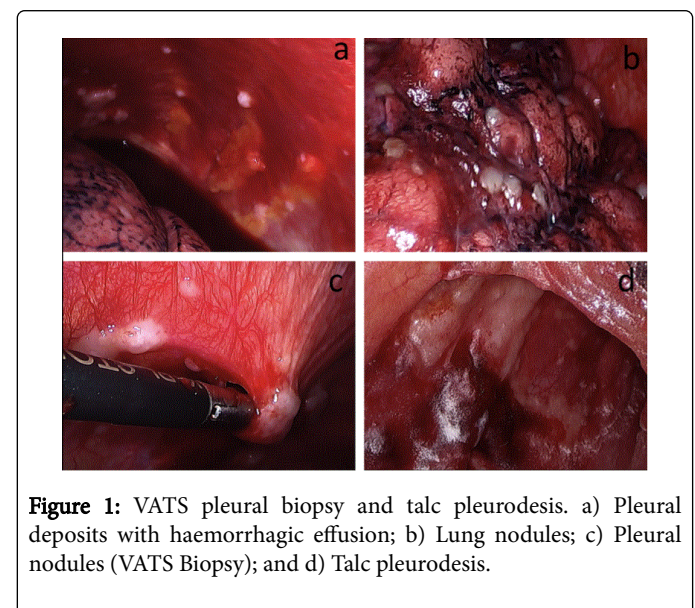 a
b
c
d
Figure 1: VATS pleural biopsy and talc pleurodesis. a) Pleural
deposits with haemorrhagic effusion; b) Lung nodules; c) Pleural
nodules (VATS Biopsy); and d) Talc pleurodesis.